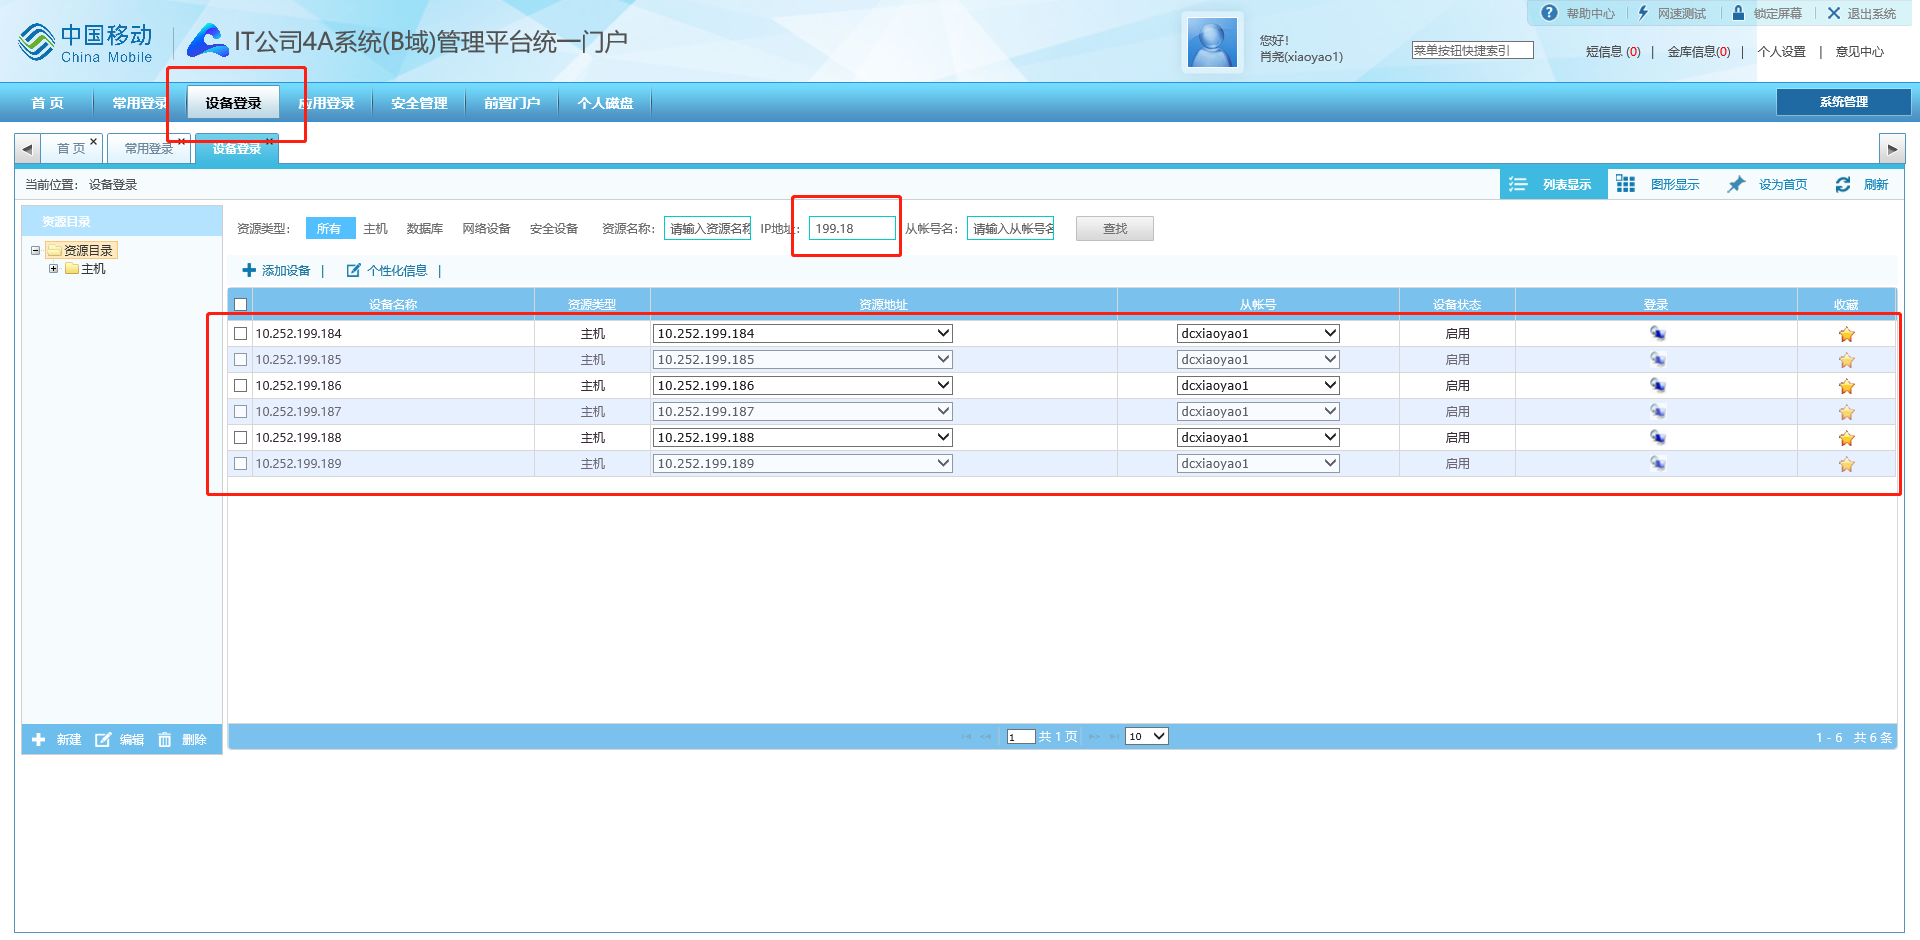 帮助中心 网速测试 锁定屏幕 退出系统
中国移动
China Mobile
IT公司4A系统(B域)管理平台统一门户
您好!
肖尧(xiaoyao1)
菜单按钮快捷索引
短信息 (0) | 金库信息(0) | 个人设置 | 意见中心
首 页 常用登录 设备登录 应用登录 安全管理 前置门户 个人磁盘 系统管理
首 页 常用登录 设备登录
当前位置: 设备登录 列表显示 图形显示 设为首页 刷新
资源目录
资源目录
主机
资源类型: 所有 主机 数据库 网络设备 安全设备 资源名称: 请输入资源名称 IP地址: 199.18 从帐号名: 请输入从帐号名 查找
添加设备 | 个性化信息 |
设备名称 资源类型 资源地址 从帐号 设备状态 登录 收藏
10.252.199.184 主机 10.252.199.184 dcxiaoyao1 启用
10.252.199.185 主机 10.252.199.185 dcxiaoyao1 启用
10.252.199.186 主机 10.252.199.186 dcxiaoyao1 启用
10.252.199.187 主机 10.252.199.187 dcxiaoyao1 启用
10.252.199.188 主机 10.252.199.188 dcxiaoyao1 启用
10.252.199.189 主机 10.252.199.189 dcxiaoyao1 启用
新建 编辑 删除
1 共 1 页 10 1 - 6 共 6 条